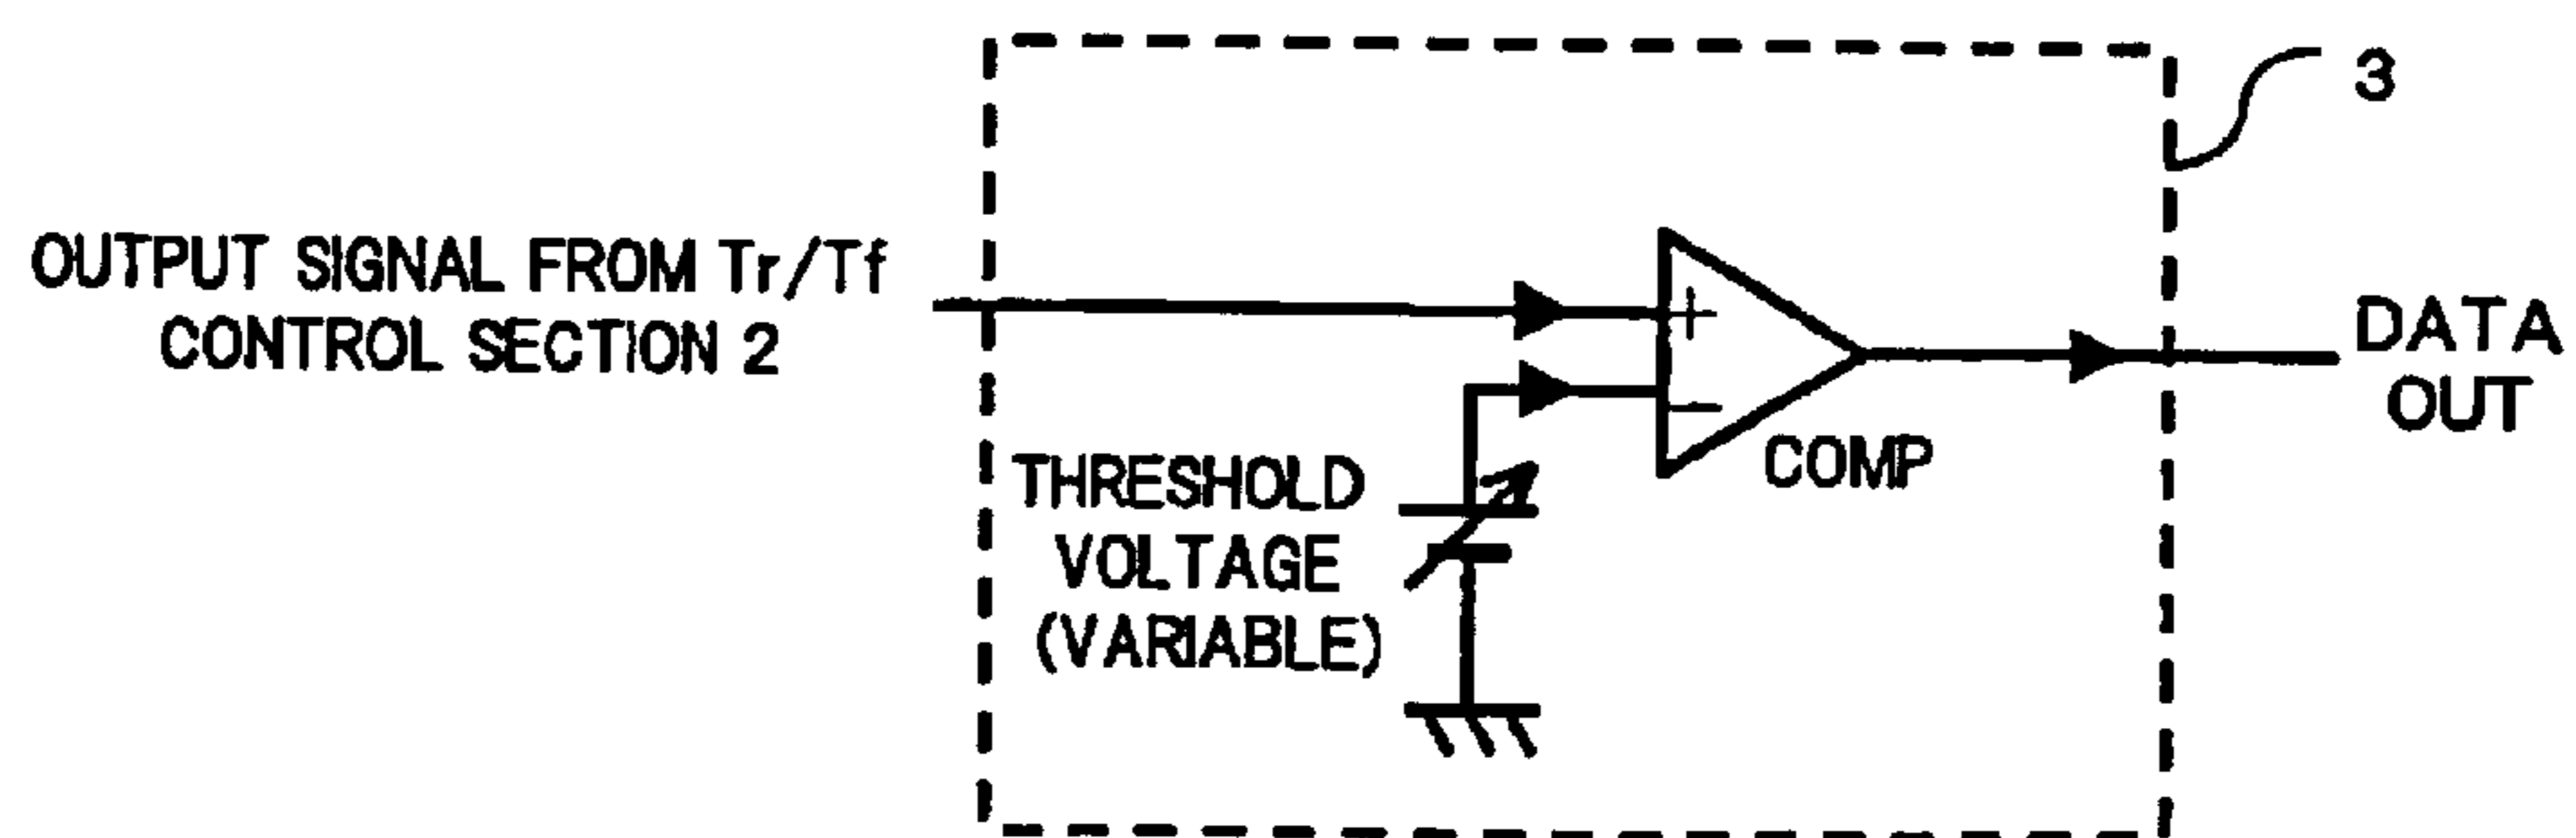 3
OUTPUT SIGNAL FROM Tr/Tf
CONTROL SECTION 2
+
−
COMP
DATA
OUT
THRESHOLD
VOLTAGE
(VARIABLE)